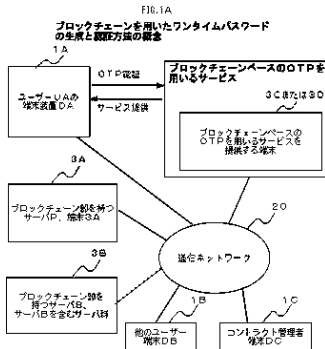 FIG.1A
ブロックチェーンを用いたワンタイムパスワード
の生成と認証方法の概念
1A
ユーザーUAの
端末装置DA
OTP認証
サービス提供
ブロックチェーンベースのOTPを
用いるサービス
3Cまたは3D
ブロックチェーンベースの
OTPを用いるサービスを
提供する端末
3A
ブロックチェーン部を持つ
サーバP、端末3A
20
通信ネットワーク
3B
ブロックチェーン部を
持つサーバB、
サーバBを含むサーバ群
1B
他のユーザー
端末DB
1C
コントラクト管理者
端末DC